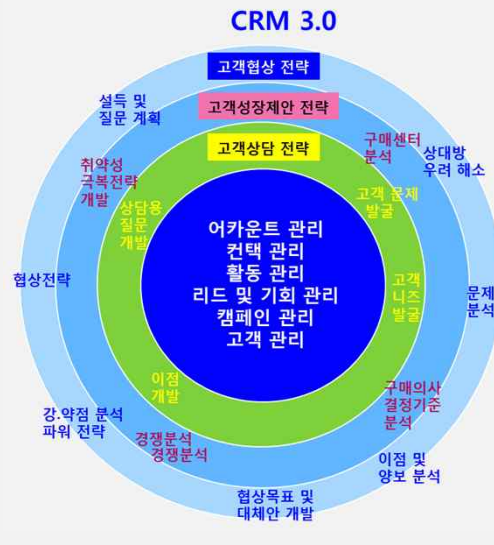 CRM 3.0
고객협상 전략
고객성장제안 전략
고객상담 전략
설득 및
질문 계획
구매센터
분석
상대방
우려 해소
취약성
극복전략
개발
고객 문제
발굴
상담용
질문
개발
어카운트 관리
컨택 관리
활동 관리
리드 및 기회 관리
캠페인 관리
고객 관리
협상전략
고객
니즈
발굴
문제
분석
이점
개발
구매의사
결정기준
분석
강.약점 분석
파워 전략
경쟁분석
경쟁분석
이점 및
양보 분석
협상목표 및
대체안 개발